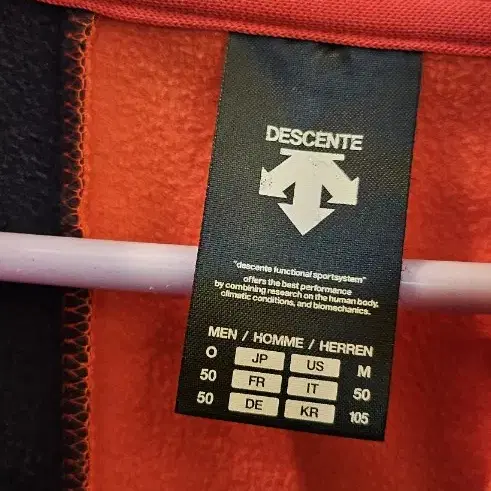 DESCENTE
"descente functional sportsystem"
offers the best performance
by combining research on the human body,
climatic conditions, and biomechanics.
MEN / HOMME / HERREN
O JP US M
50 FR IT 50
50 DE KR 105